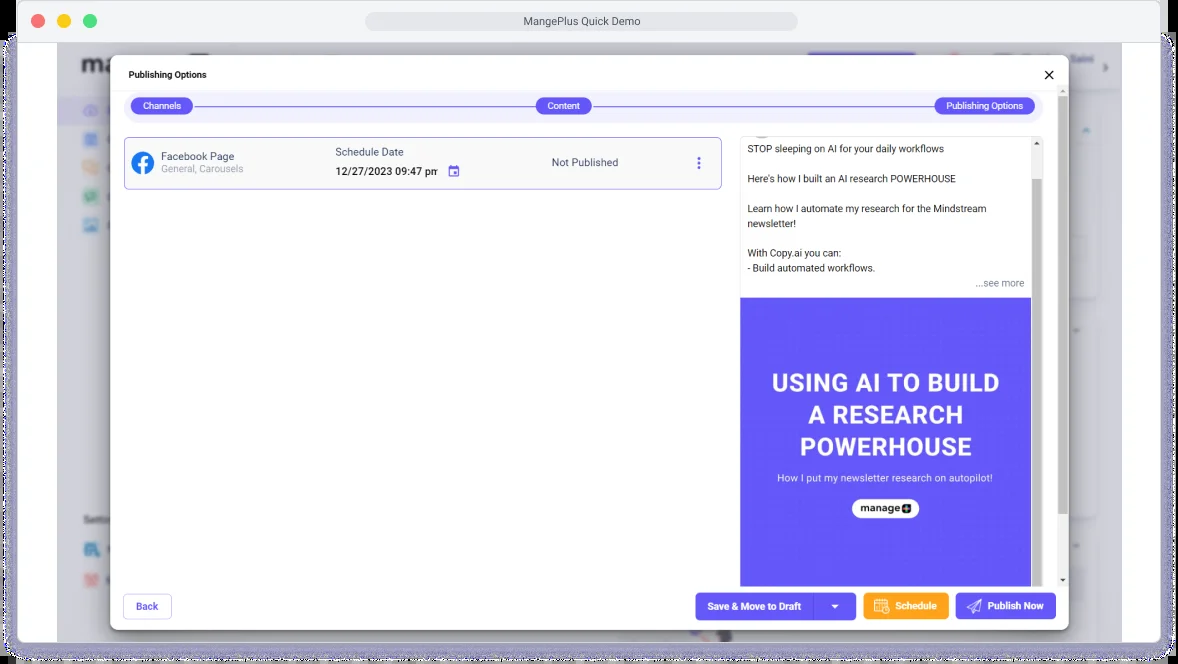 MangePlus Quick Demo
Publishing Options
Channels
Content
Publishing Options
Facebook Page
General, Carousels
Schedule Date
12/27/2023 09:47 pm
Not Published
STOP sleeping on AI for your daily workflows
Here's how I built an AI research POWERHOUSE
Learn how I automate my research for the Mindstream
newsletter!
With Copy.ai you can:
- Build automated workflows.
...see more
USING AI TO BUILD
A RESEARCH
POWERHOUSE
How I put my newsletter research on autopilot!
manage
Back
Save & Move to Draft
Schedule
Publish Now